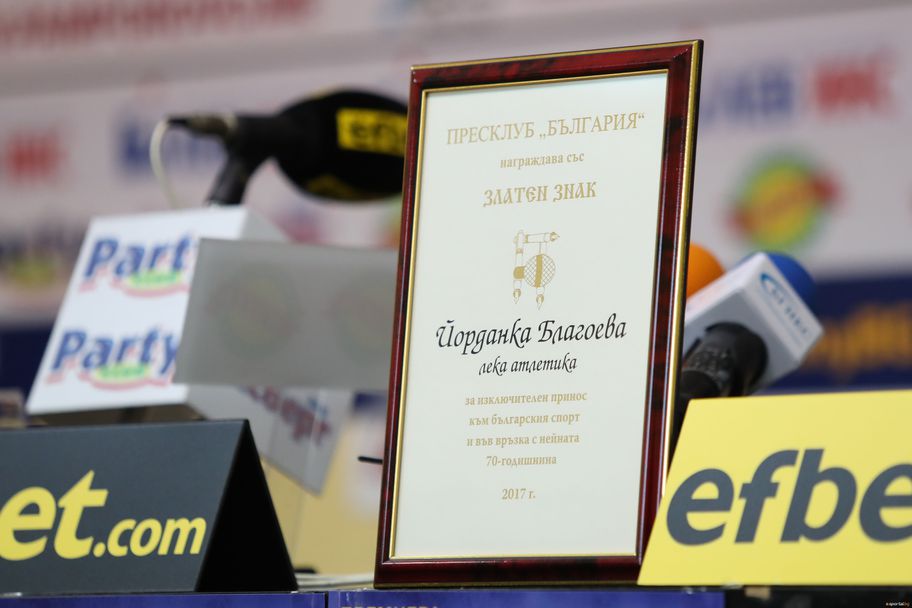 ПРЕСКЛУБ „БЪЛГАРИЯ“
награждава със
ЗЛАТЕН ЗНАК
Йорданка Благоева
лека атлетика
за изключителен принос
към българския спорт
и във връзка с нейната
70-годишнина
2017 г.
Party
Party
et.com
efbe